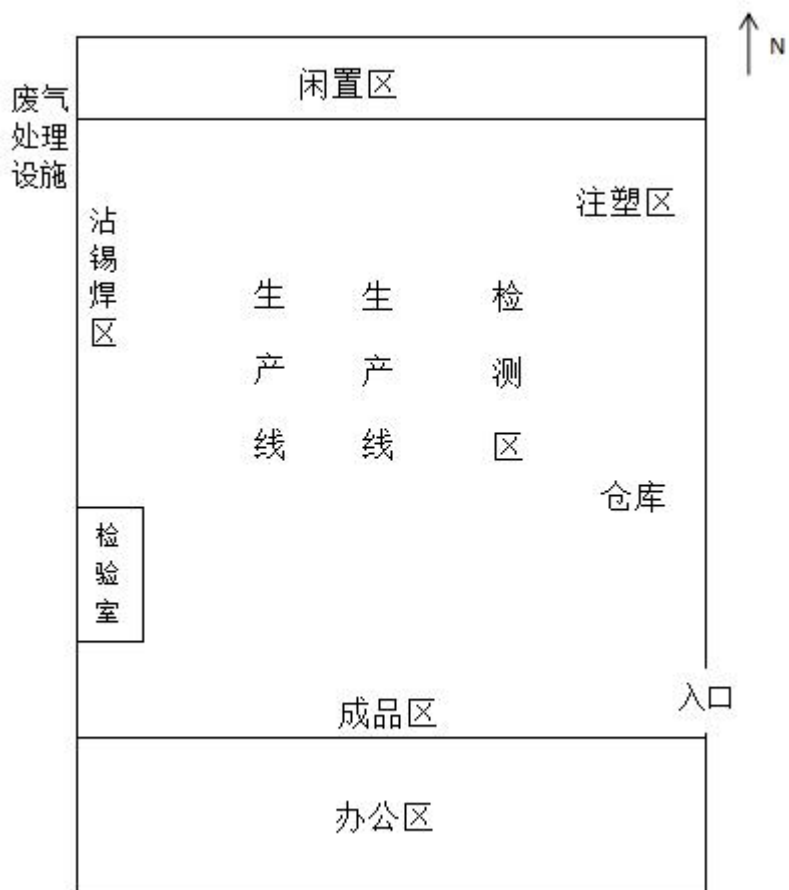 N
闲置区
废气
处理
设施
注塑区
沾锡焊区
生产线
生产线
检测区
仓库
检验室
入口
成品区
办公区